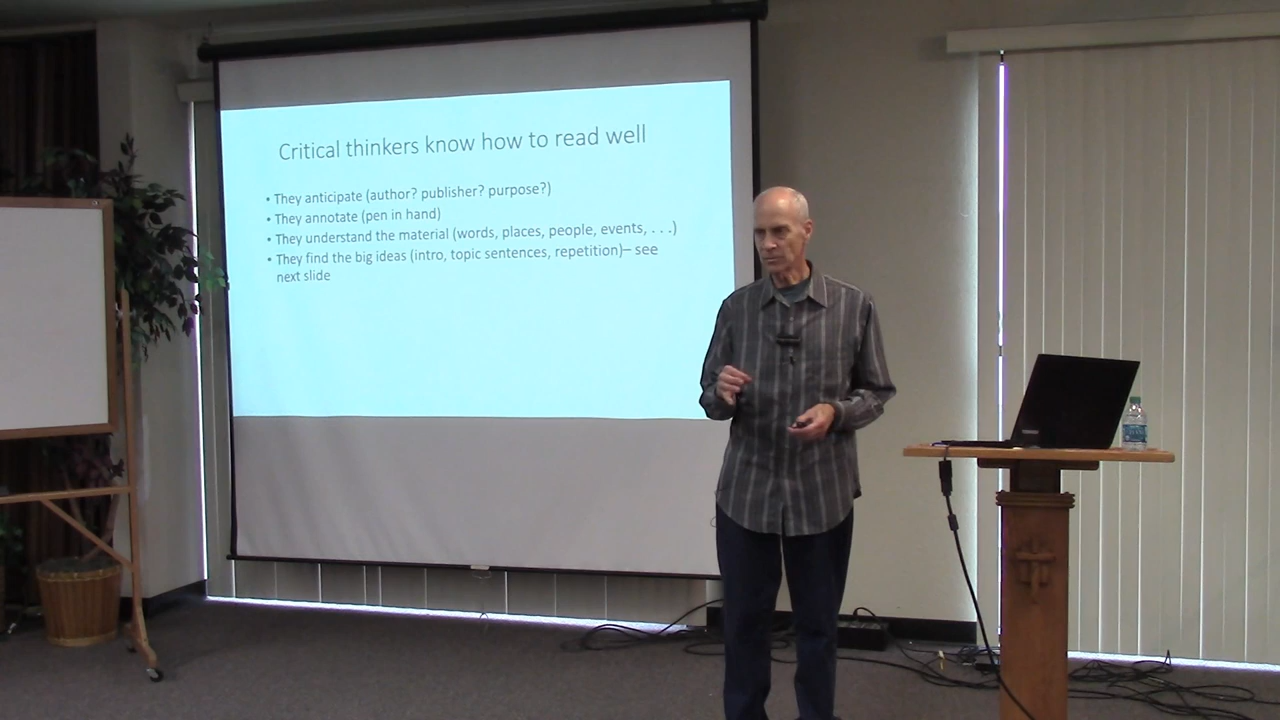 Critical thinkers know how to read well
• They anticipate (author? publisher? purpose?)
• They annotate (pen in hand)
• They understand the material (words, places, people, events, . . .)
• They find the big ideas (intro, topic sentences, repetition)– see
next slide